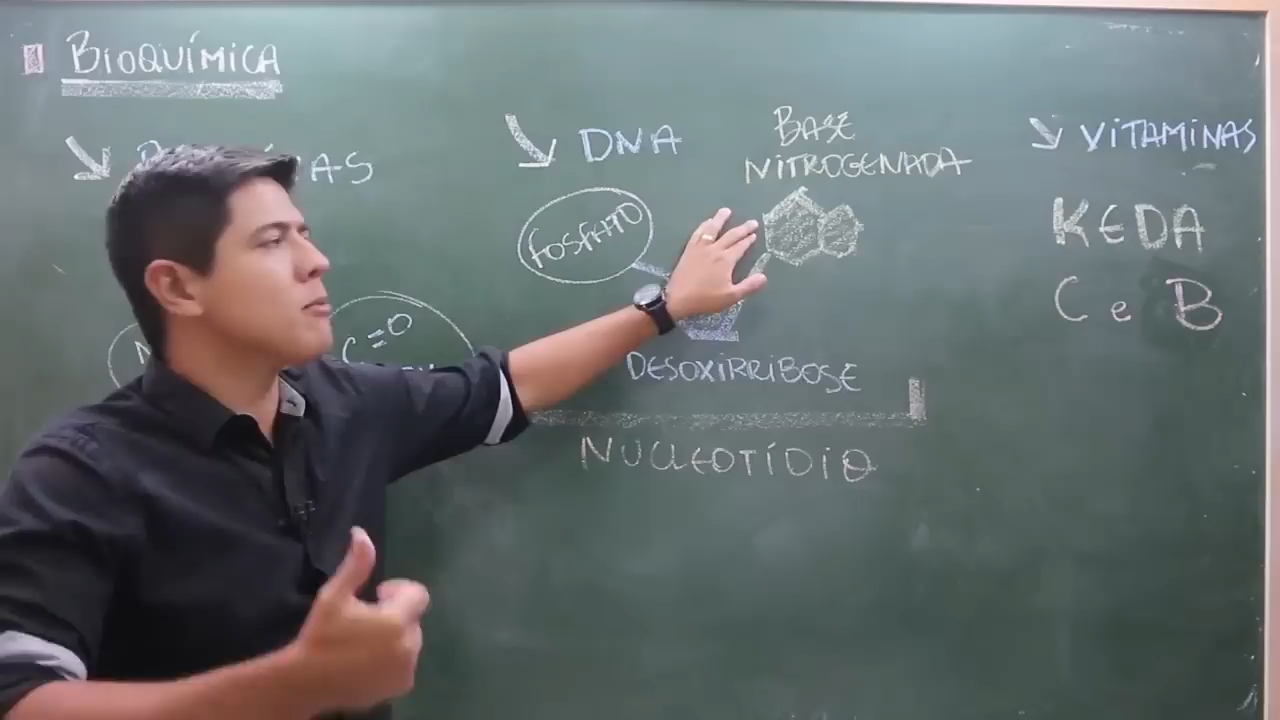 BIOQUÍMICA
DNA
BASE
NITROGENADA
FOSFATO
DESOXIRRIBOSE
NUCLEOTÍDIO
C=O
VITAMINAS
KEDA
C e B